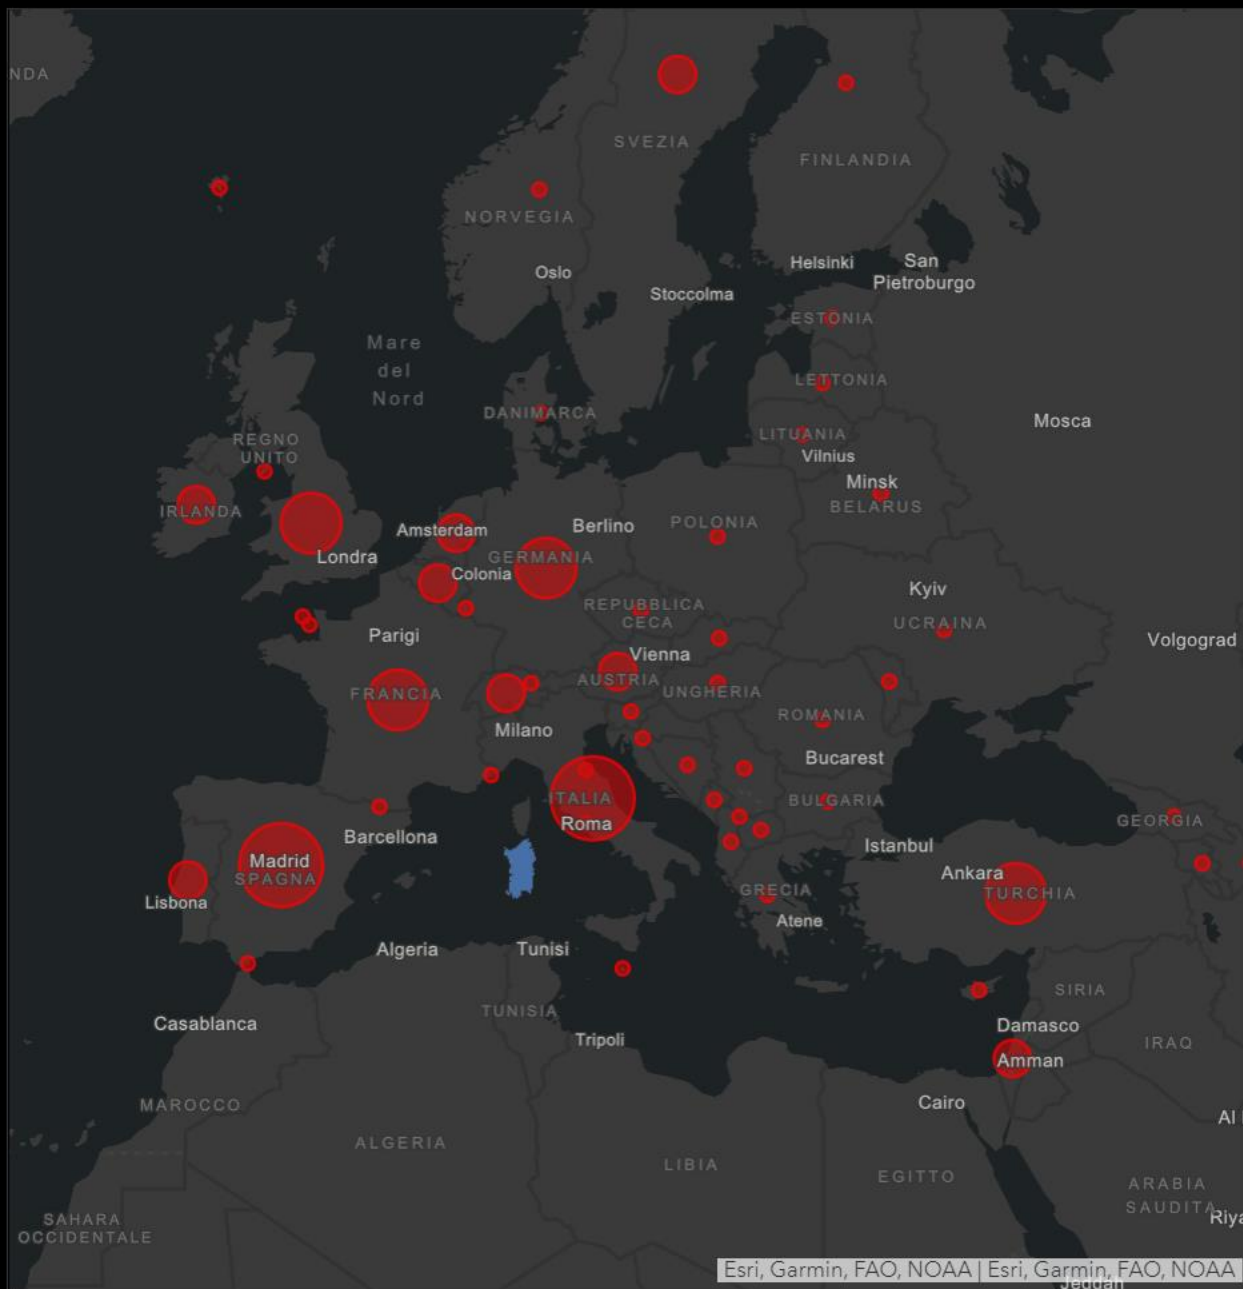 NDA
SVEZIA
FINLANDIA
NORVEGIA
Oslo
Helsinki
San
Pietroburgo
Stoccolma
ESTONIA
Mare
del
Nord
LETTONIA
DANIMARCA
Mosca
LITUANIA
REGNO
UNITO
Vilnius
Minsk
BELARUS
IRLANDA
Amsterdam
Berlino
POLONIA
Londra
GERMANIA
Colonia
Kyiv
REPUBBLICA
CECA
UCRAINA
Parigi
Volgograd
Vienna
AUSTRIA
UNGHERIA
FRANCIA
ROMANIA
Milano
Bucarest
ITALIA
BULGARIA
Roma
GEORGIA
Barcellona
Istanbul
Madrid
SPAGNA
Ankara
TURCHIA
GRECIA
Lisbona
Atene
Algeria
Tunisi
SIRIA
TUNISIA
Casablanca
Damasco
Tripoli
IRAQ
Amman
MAROCCO
Cairo
Al
ALGERIA
LIBIA
EGITTO
ARABIA
SAUDITA
Riya
SAHARA
OCCIDENTALE
Esri, Garmin, FAO, NOAA | Esri, Garmin, FAO, NOAA
Jeddah